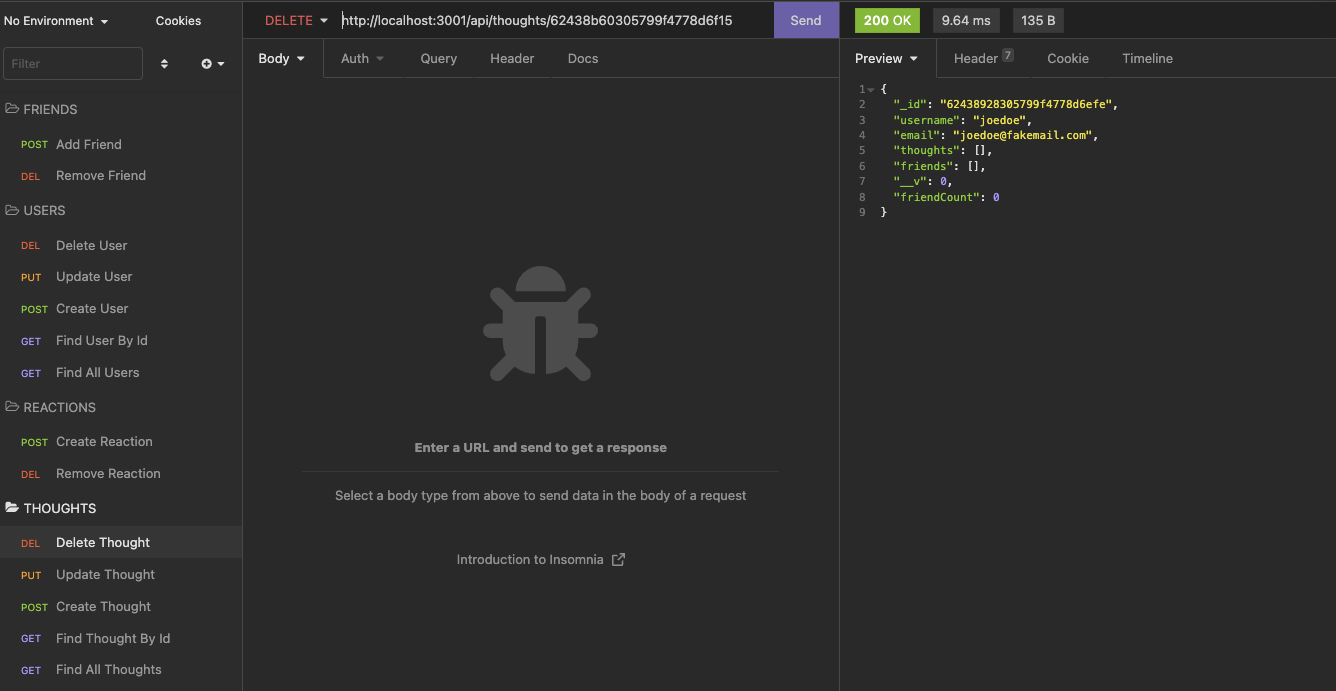 No Environment
Cookies
Filter
FRIENDS
POST Add Friend
DEL Remove Friend
USERS
DEL Delete User
PUT Update User
POST Create User
GET Find User By Id
GET Find All Users
REACTIONS
POST Create Reaction
DEL Remove Reaction
THOUGHTS
DEL Delete Thought
PUT Update Thought
POST Create Thought
GET Find Thought By Id
GET Find All Thoughts
DELETE http://localhost:3001/api/thoughts/62438b60305799f4778d6f15 Send
Body Auth Query Header Docs
Enter a URL and send to get a response
Select a body type from above to send data in the body of a request
Introduction to Insomnia
200 OK 9.64 ms 135 B
Preview Header 7 Cookie Timeline
1 {
2 "_id": "62438928305799f4778d6efe",
3 "username": "joedoe",
4 "email": "joedoe@fakemail.com",
5 "thoughts": [],
6 "friends": [],
7 "__v": 0,
8 "friendCount": 0
9 }